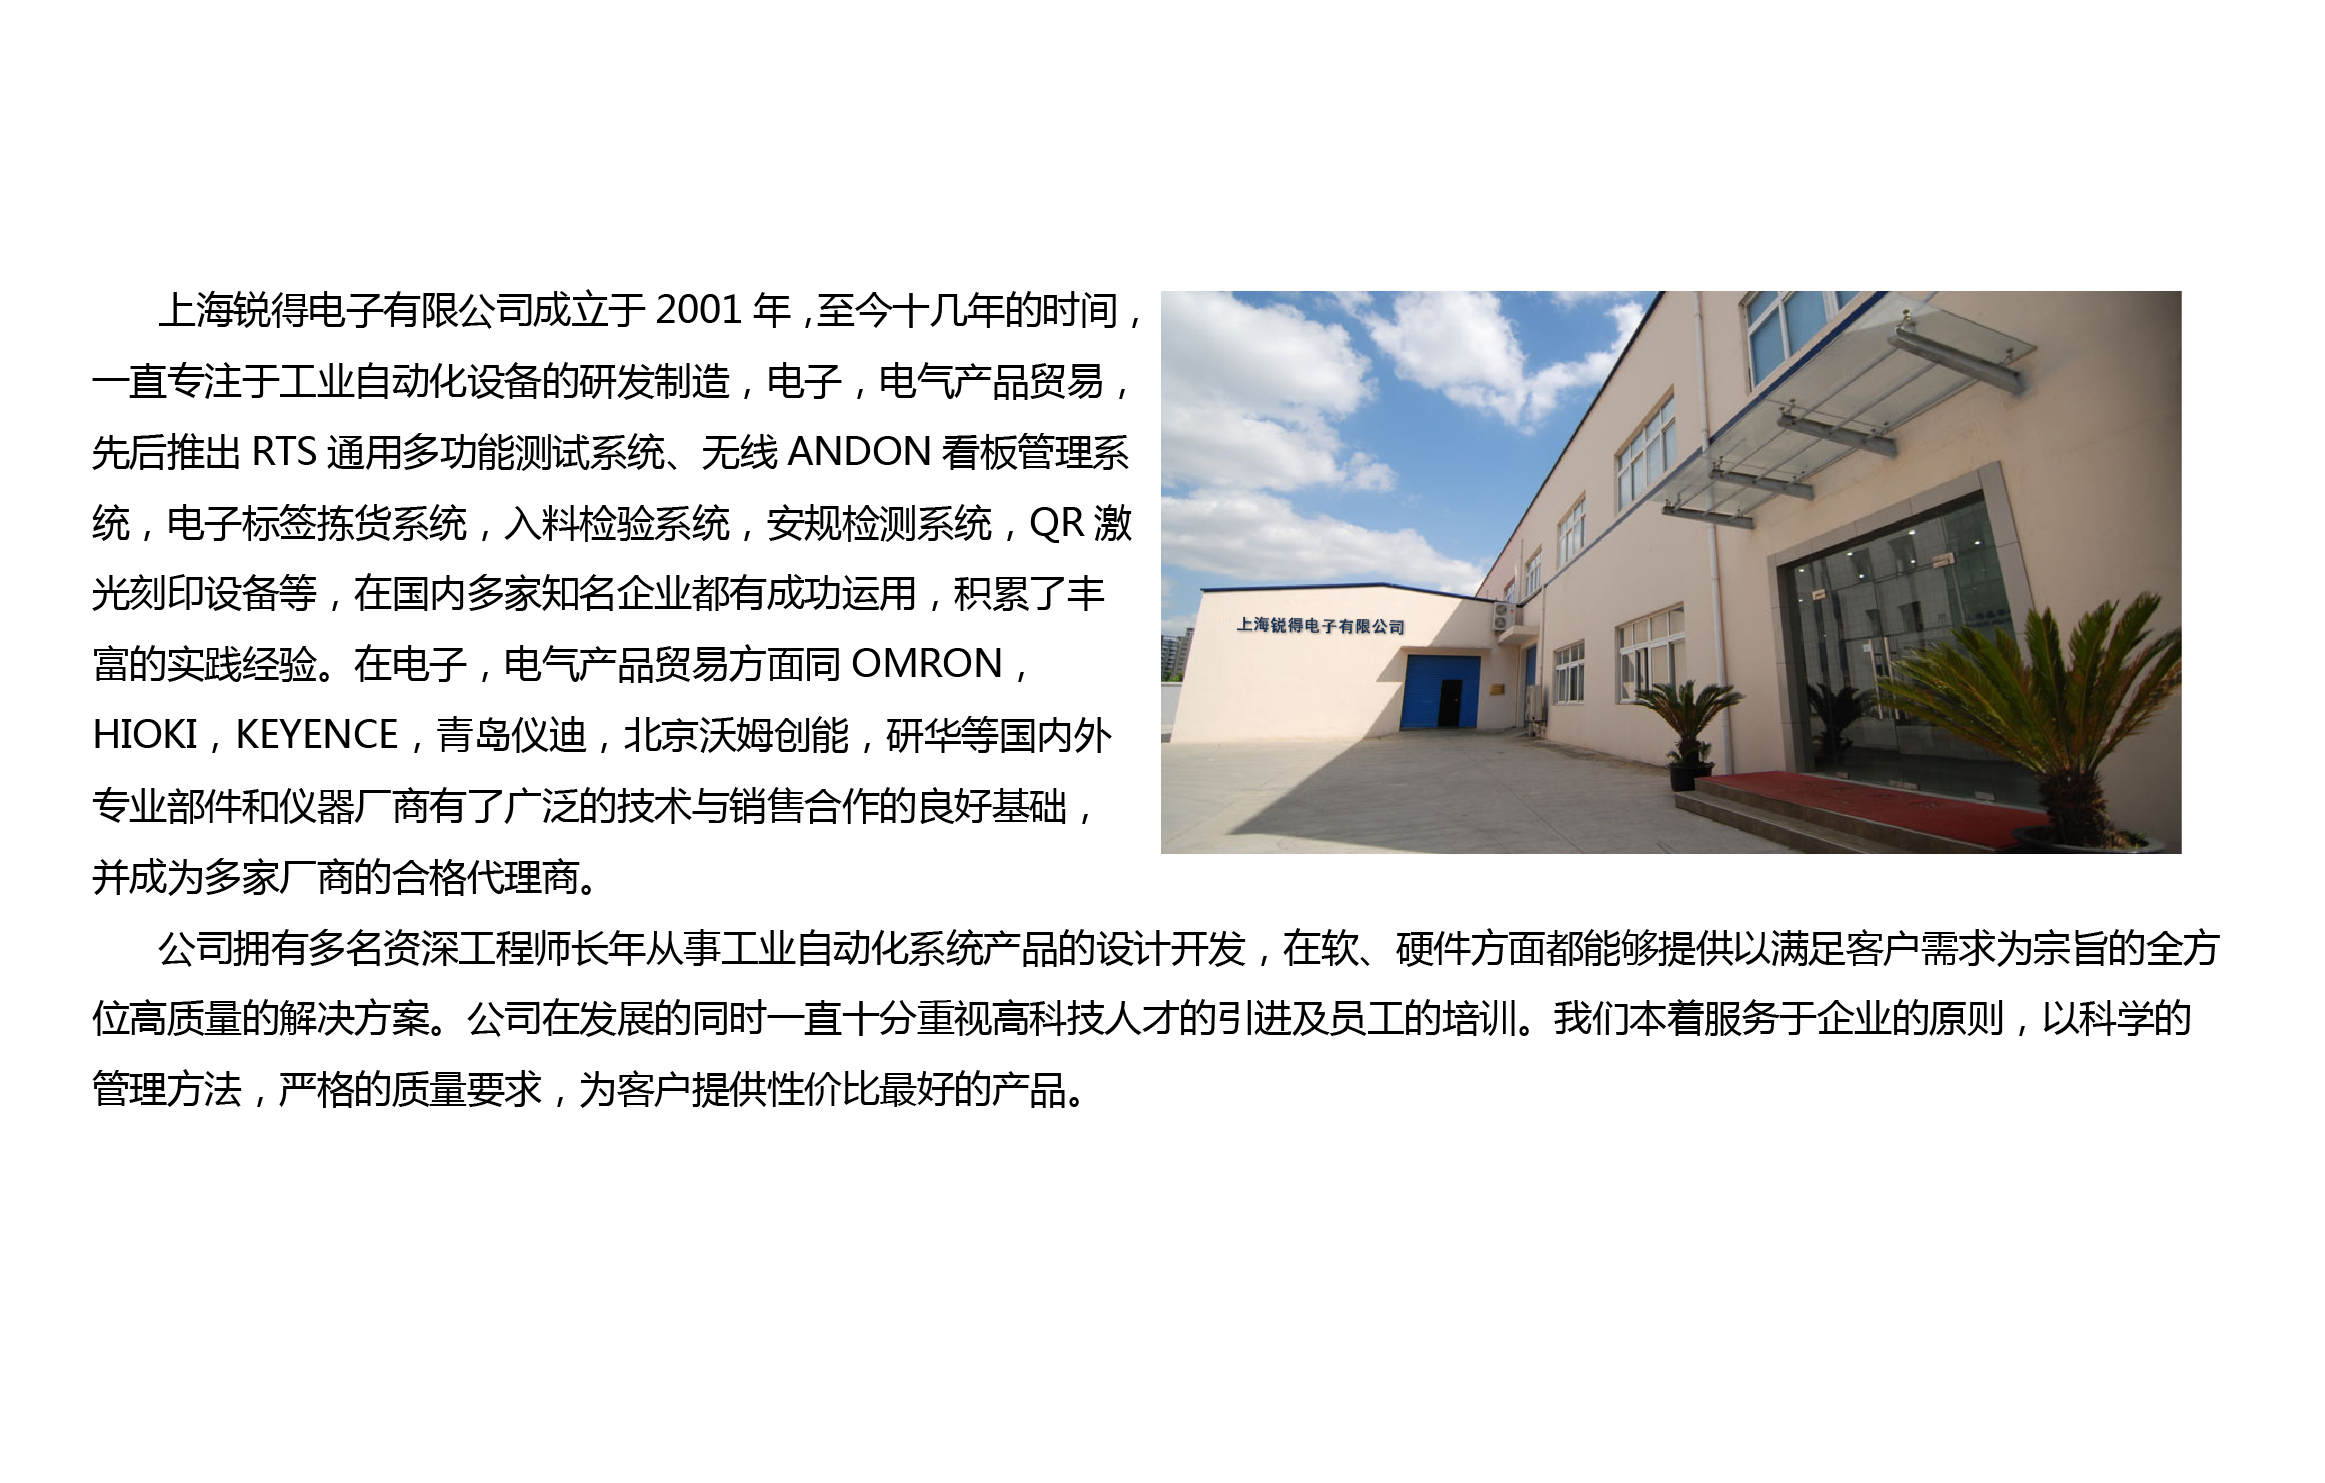 上海锐得电子有限公司成立于 2001 年，至今十几年的时间，
一直专注于工业自动化设备的研发制造，电子，电气产品贸易，
先后推出 RTS 通用多功能测试系统、无线 ANDON 看板管理系
统，电子标签拣货系统，入料检验系统，安规检测系统，QR 激
光刻印设备等，在国内多家知名企业都有成功运用，积累了丰
富的实践经验。在电子，电气产品贸易方面同 OMRON，
HIOKI，KEYENCE，青岛仪迪，北京沃姆创能，研华等国内外
专业部件和仪器厂商有了广泛的技术与销售合作的良好基础，
并成为多家厂商的合格代理商。
上海锐得电子有限公司
公司拥有多名资深工程师长年从事工业自动化系统产品的设计开发，在软、硬件方面都能够提供以满足客户需求为宗旨的全方
位高质量的解决方案。公司在发展的同时一直十分重视高科技人才的引进及员工的培训。我们本着服务于企业的原则，以科学的
管理方法，严格的质量要求，为客户提供性价比最好的产品。